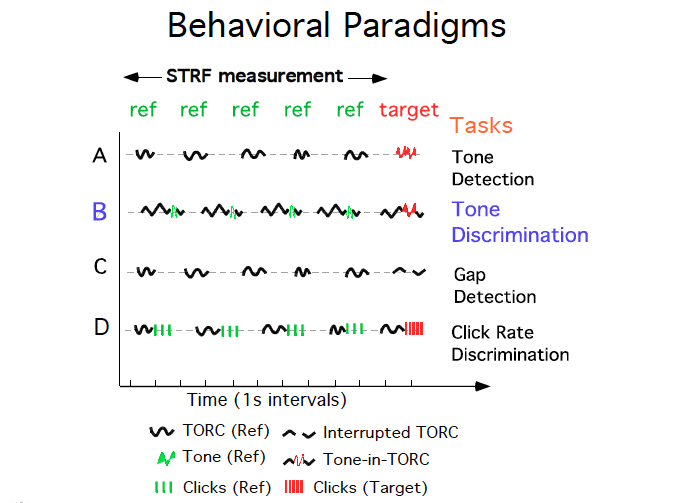 Behavioral Paradigms
STRF measurement
ref ref ref ref ref target
Tasks
A
Tone
Detection
B
Tone
Discrimination
C
Gap
Detection
D
Click Rate
Discrimination
Time (1s intervals)
TORC (Ref)
Interrupted TORC
Tone (Ref)
Tone-in-TORC
Clicks (Ref)
Clicks (Target)